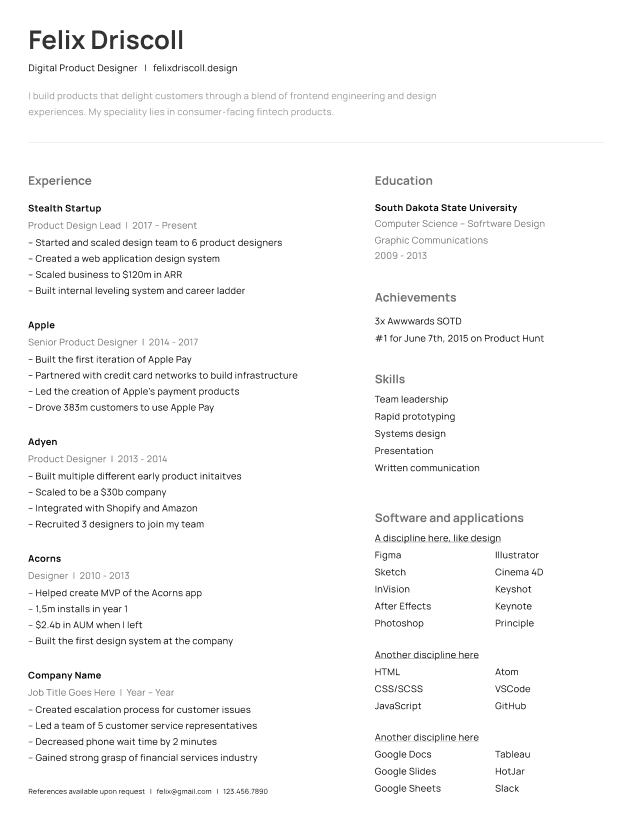 Felix Driscoll
Digital Product Designer | felixdriscoll.design
I build products that delight customers through a blend of frontend engineering and design
experiences. My speciality lies in consumer-facing fintech products.
Experience
Stealth Startup
Product Design Lead | 2017 – Present
– Started and scaled design team to 6 product designers
– Created a web application design system
– Scaled business to $120m in ARR
– Built internal leveling system and career ladder
Apple
Senior Product Designer | 2014 - 2017
– Built the first iteration of Apple Pay
– Partnered with credit card networks to build infrastructure
– Led the creation of Apple's payment products
– Drove 383m customers to use Apple Pay
Adyen
Product Designer | 2013 - 2014
– Built multiple different early product initaitves
– Scaled to be a $30b company
– Integrated with Shopify and Amazon
– Recruited 3 designers to join my team
Acorns
Designer | 2010 - 2013
– Helped create MVP of the Acorns app
– 1,5m installs in year 1
– $2.4b in AUM when I left
– Built the first design system at the company
Company Name
Job Title Goes Here | Year – Year
– Created escalation process for customer issues
– Led a team of 5 customer service representatives
– Decreased phone wait time by 2 minutes
– Gained strong grasp of financial services industry
References available upon request | felix@gmail.com | 123.456.7890
Education
South Dakota State University
Computer Science – Sofrtware Design
Graphic Communications
2009 - 2013
Achievements
3x Awwwards SOTD
#1 for June 7th, 2015 on Product Hunt
Skills
Team leadership
Rapid prototyping
Systems design
Presentation
Written communication
Software and applications
A discipline here, like design
Figma Illustrator
Sketch Cinema 4D
InVision Keyshot
After Effects Keynote
Photoshop Principle
Another discipline here
HTML Atom
CSS/SCSS VSCode
JavaScript GitHub
Another discipline here
Google Docs Tableau
Google Slides HotJar
Google Sheets Slack